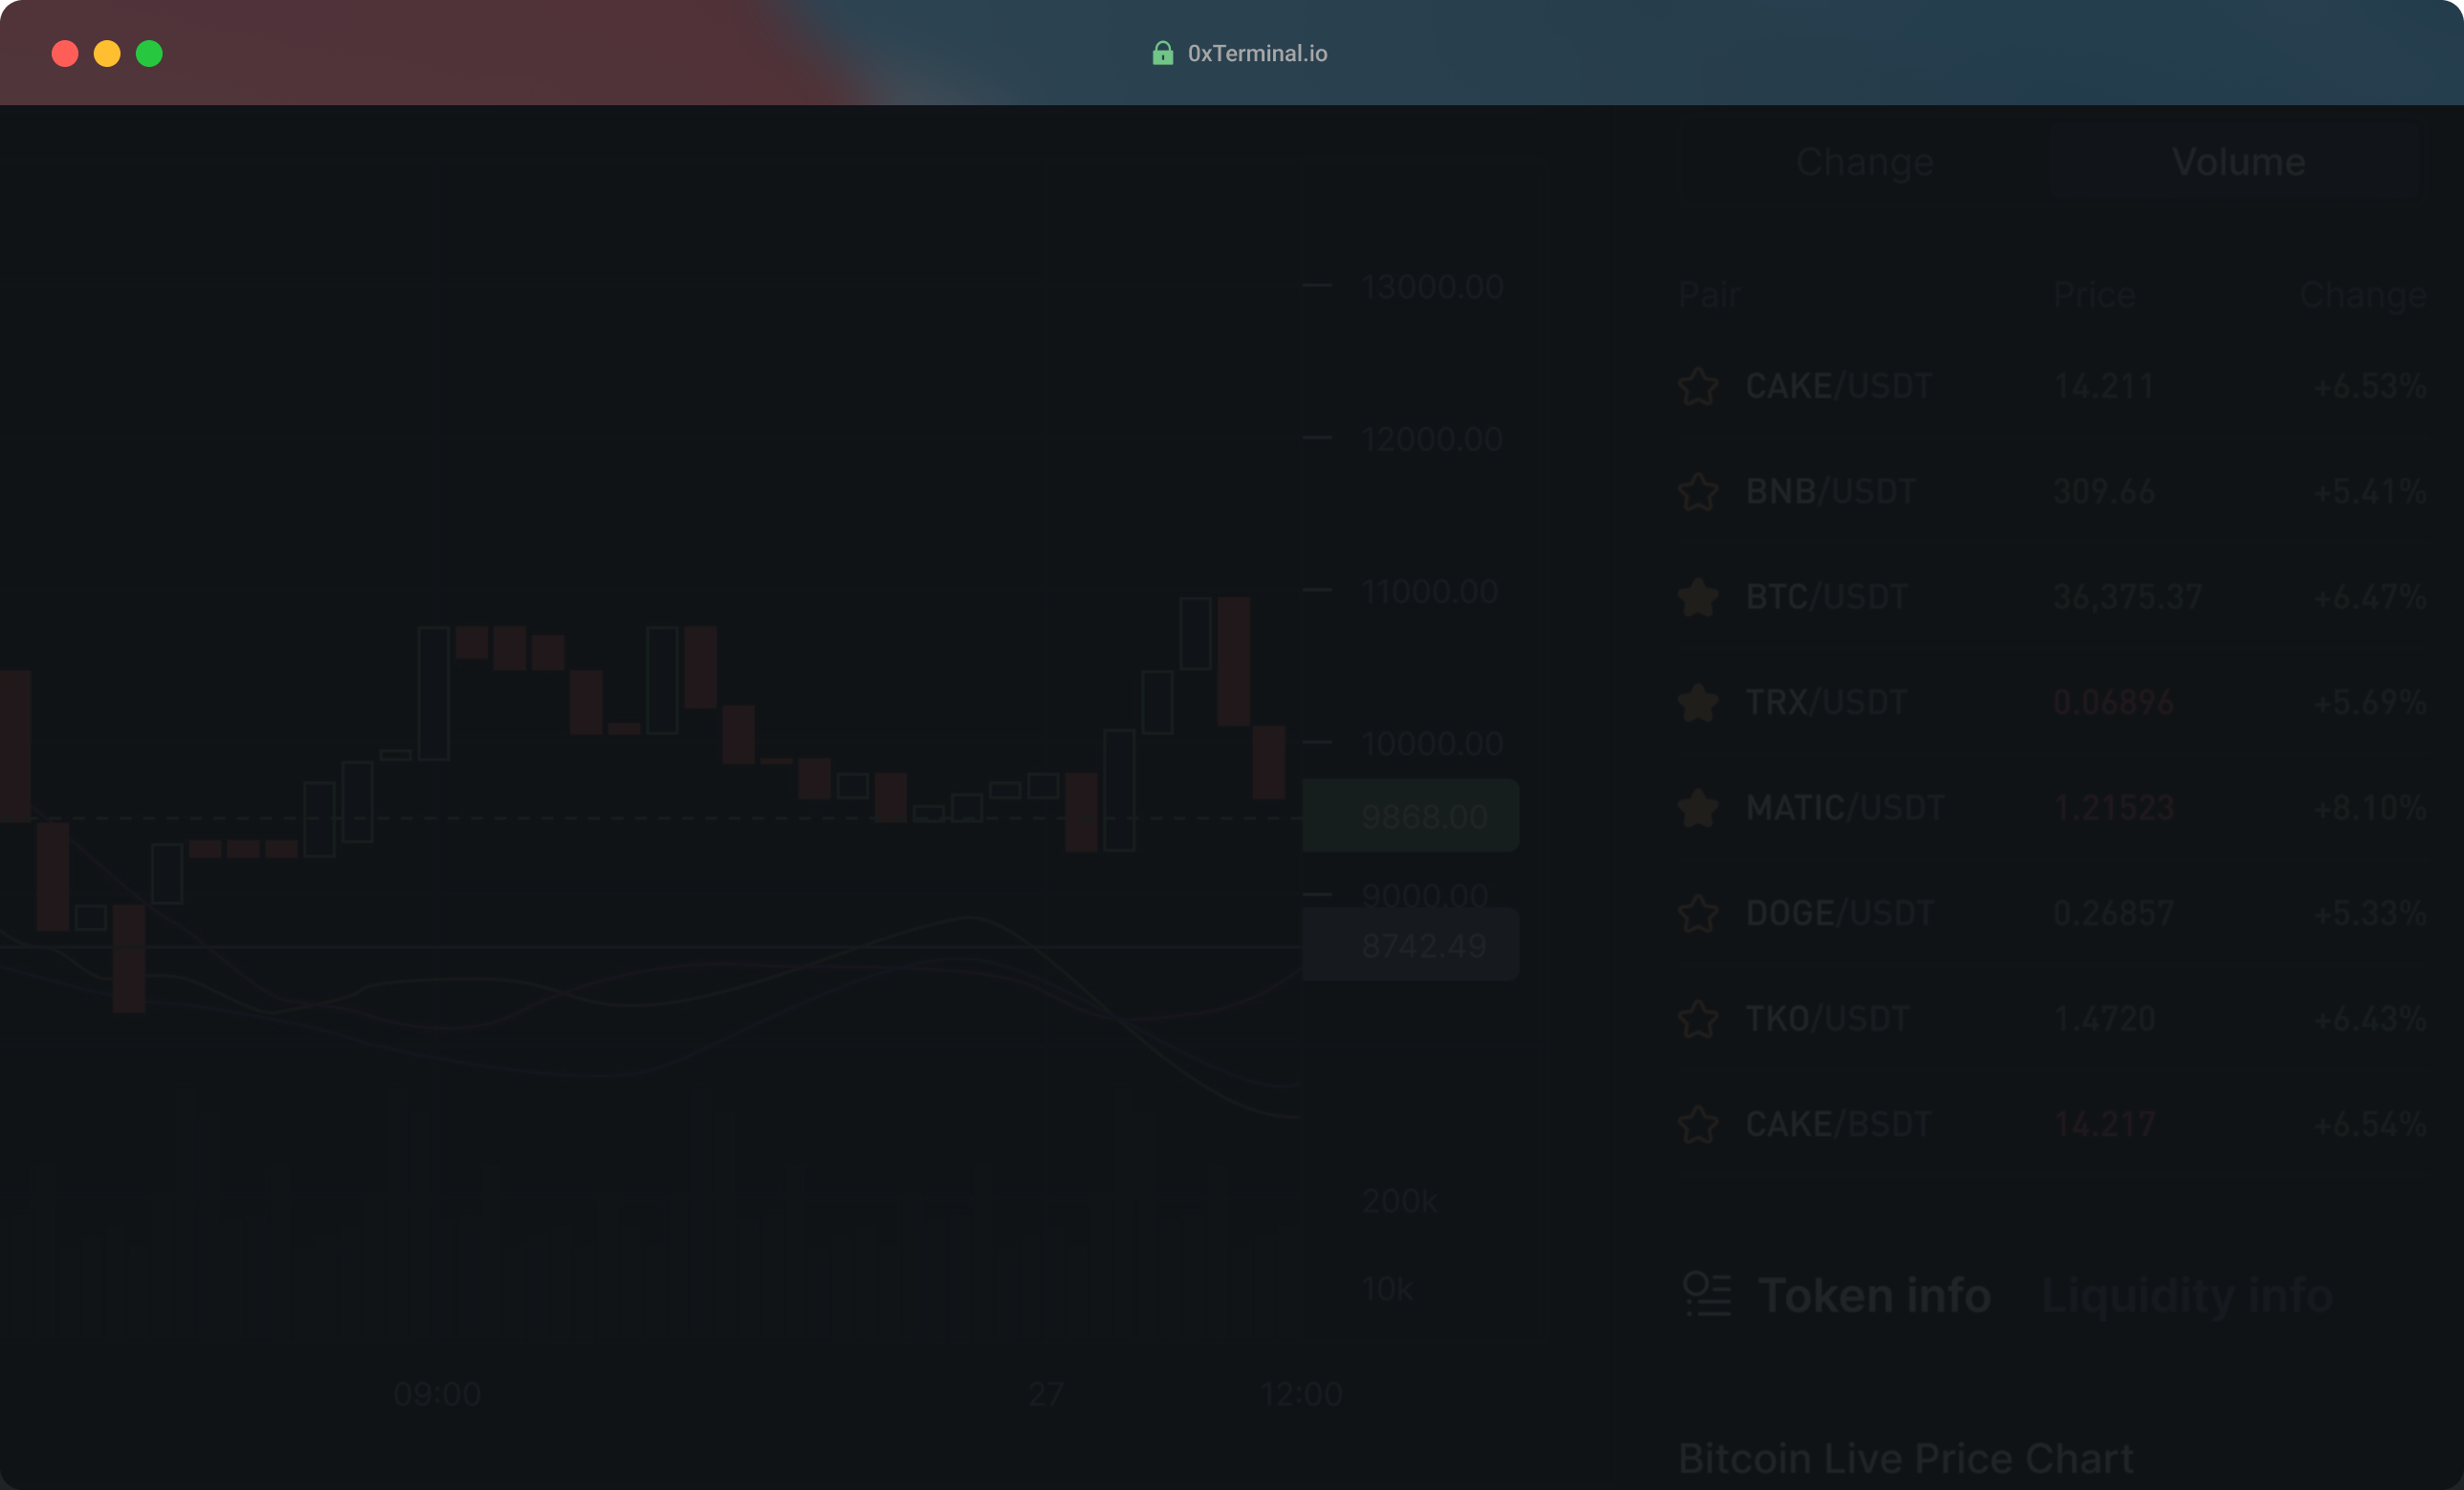 0xTerminal.io
Change Volume
13000.00
12000.00
11000.00
10000.00
9868.00
9000.00
8742.49
200k
10k
09:00 27 12:00
Pair Price Change
CAKE/USDT 14.211 +6.53%
BNB/USDT 309.66 +5.41%
BTC/USDT 36,375.37 +6.47%
TRX/USDT 0.06896 +5.69%
MATIC/USDT 1.21523 +8.10%
DOGE/USDT 0.26857 +5.33%
TKO/USDT 1.4720 +6.43%
CAKE/BSDT 14.217 +6.54%
Token info Liquidity info
Bitcoin Live Price Chart